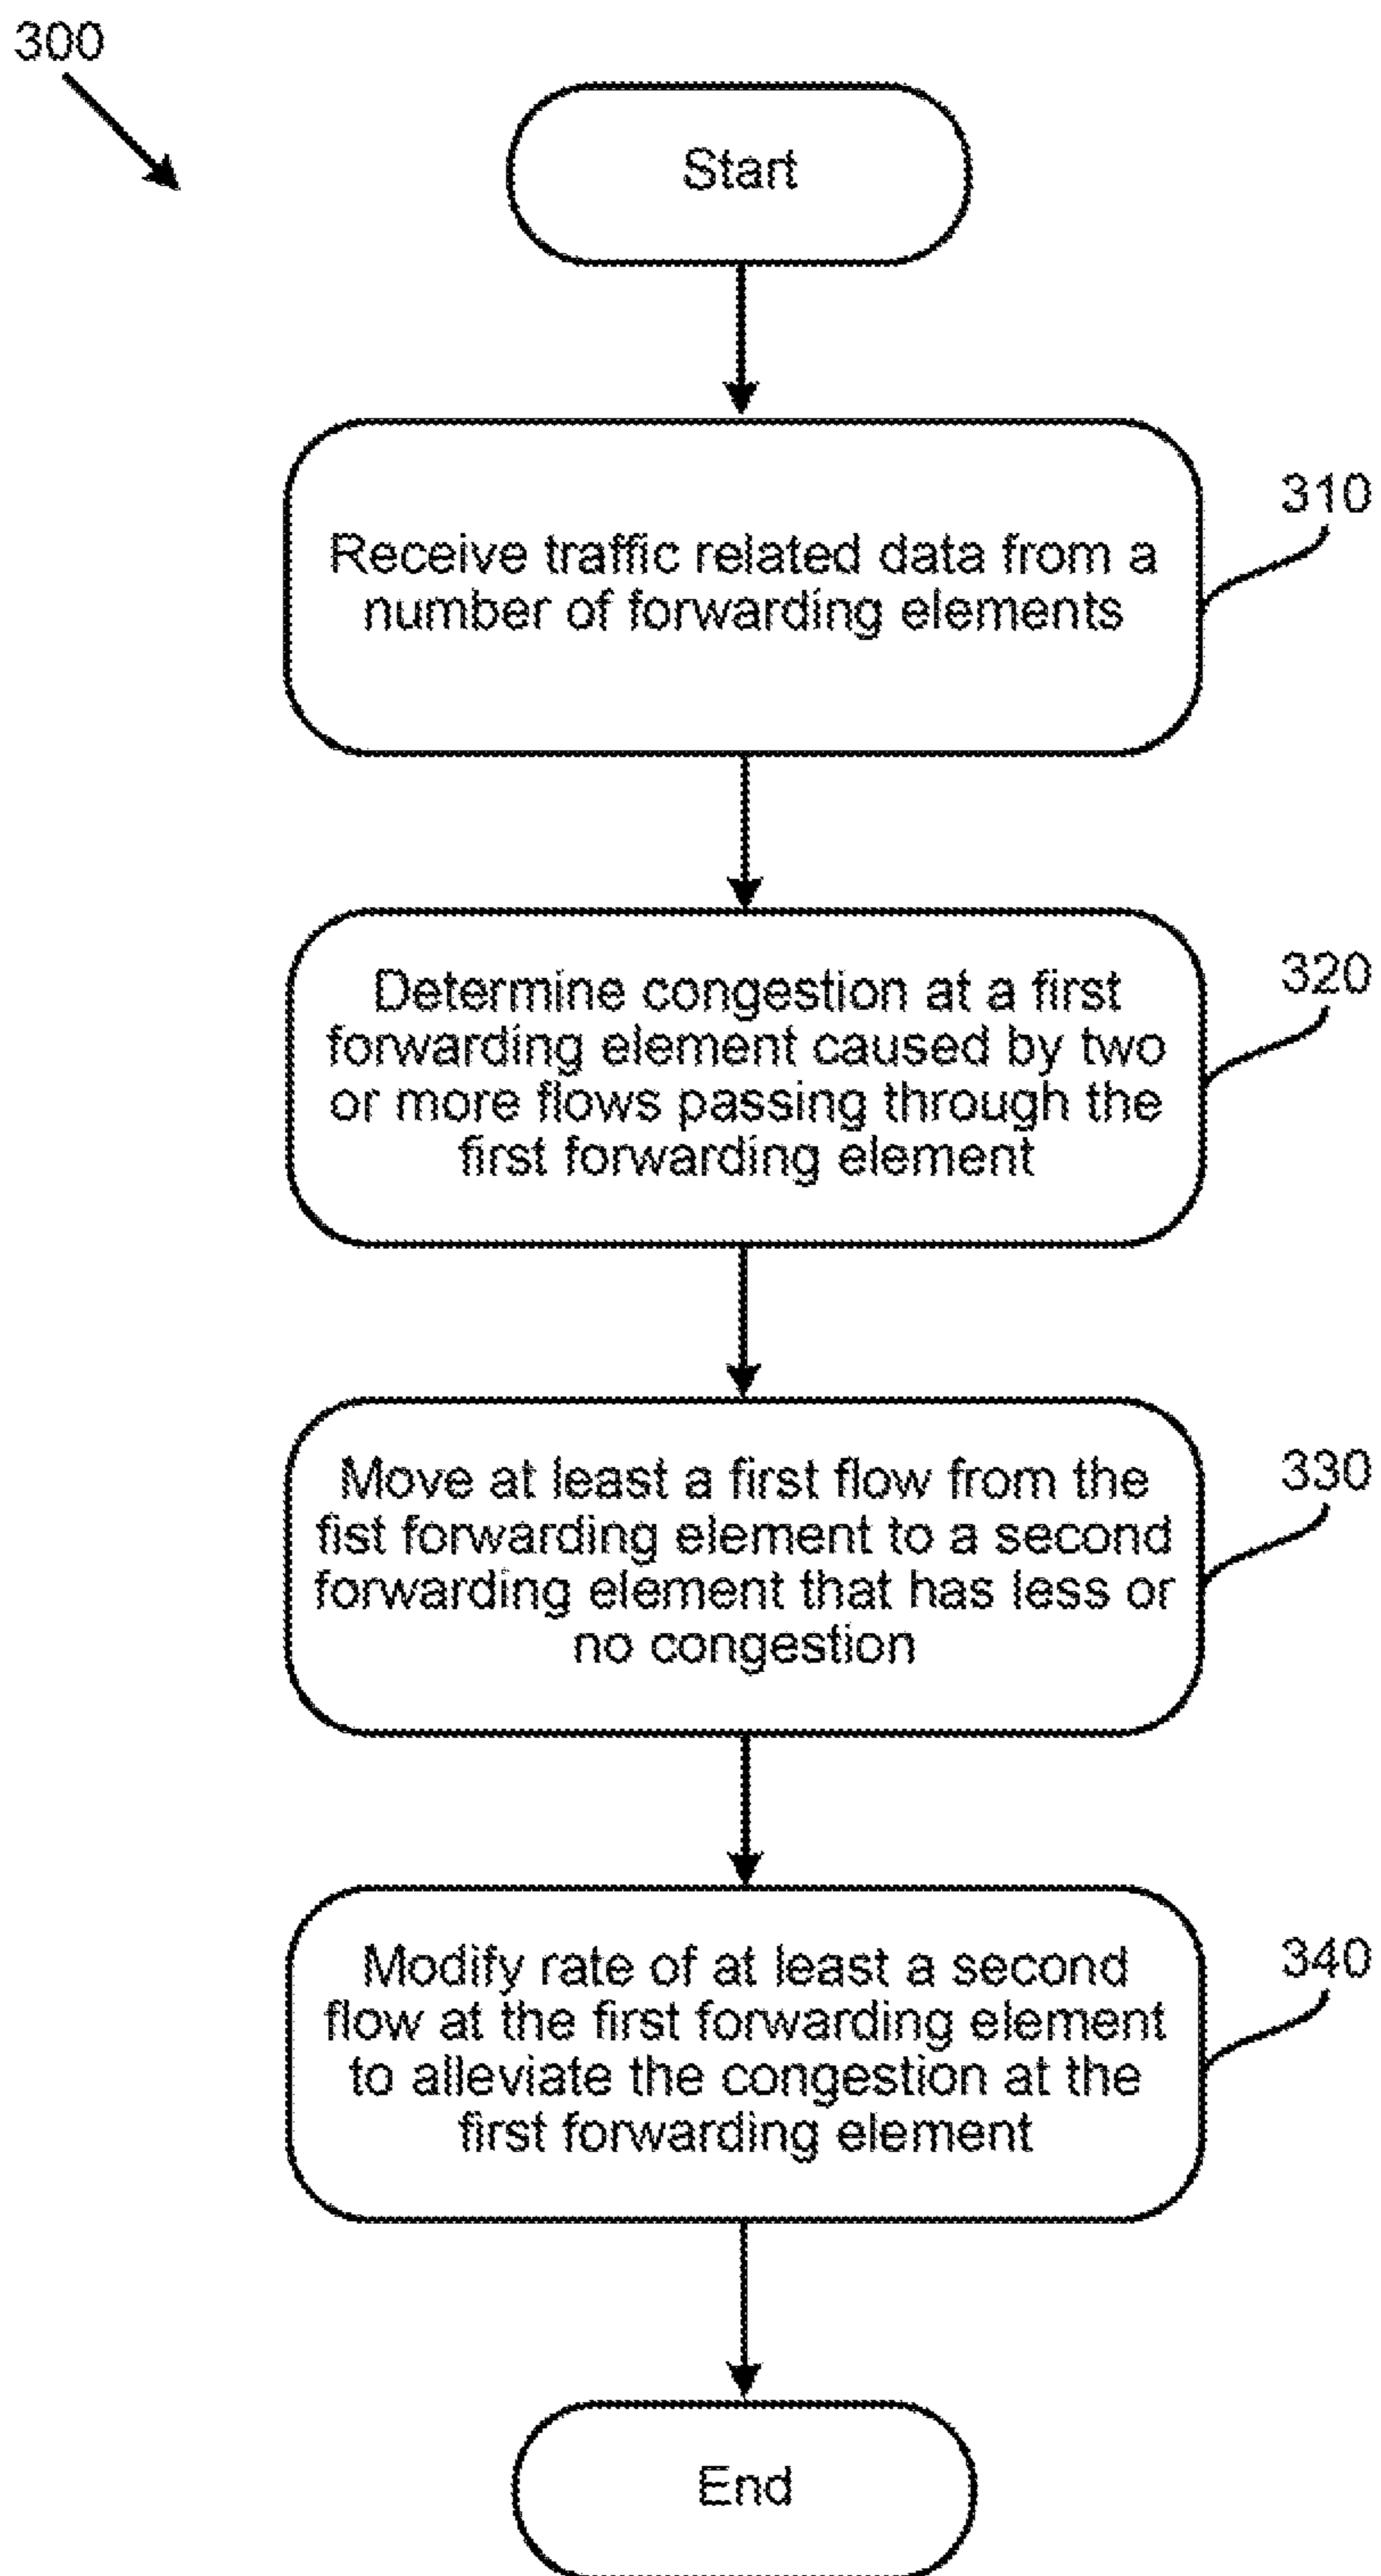 300
Start
310
Receive traffic related data from a
number of forwarding elements
320
Determine congestion at a first
forwarding element caused by two
or more flows passing through the
first forwarding element
330
Move at least a first flow from the
fist forwarding element to a second
forwarding element that has less or
no congestion
340
Modify rate of at least a second
flow at the first forwarding element
to alleviate the congestion at the
first forwarding element
End